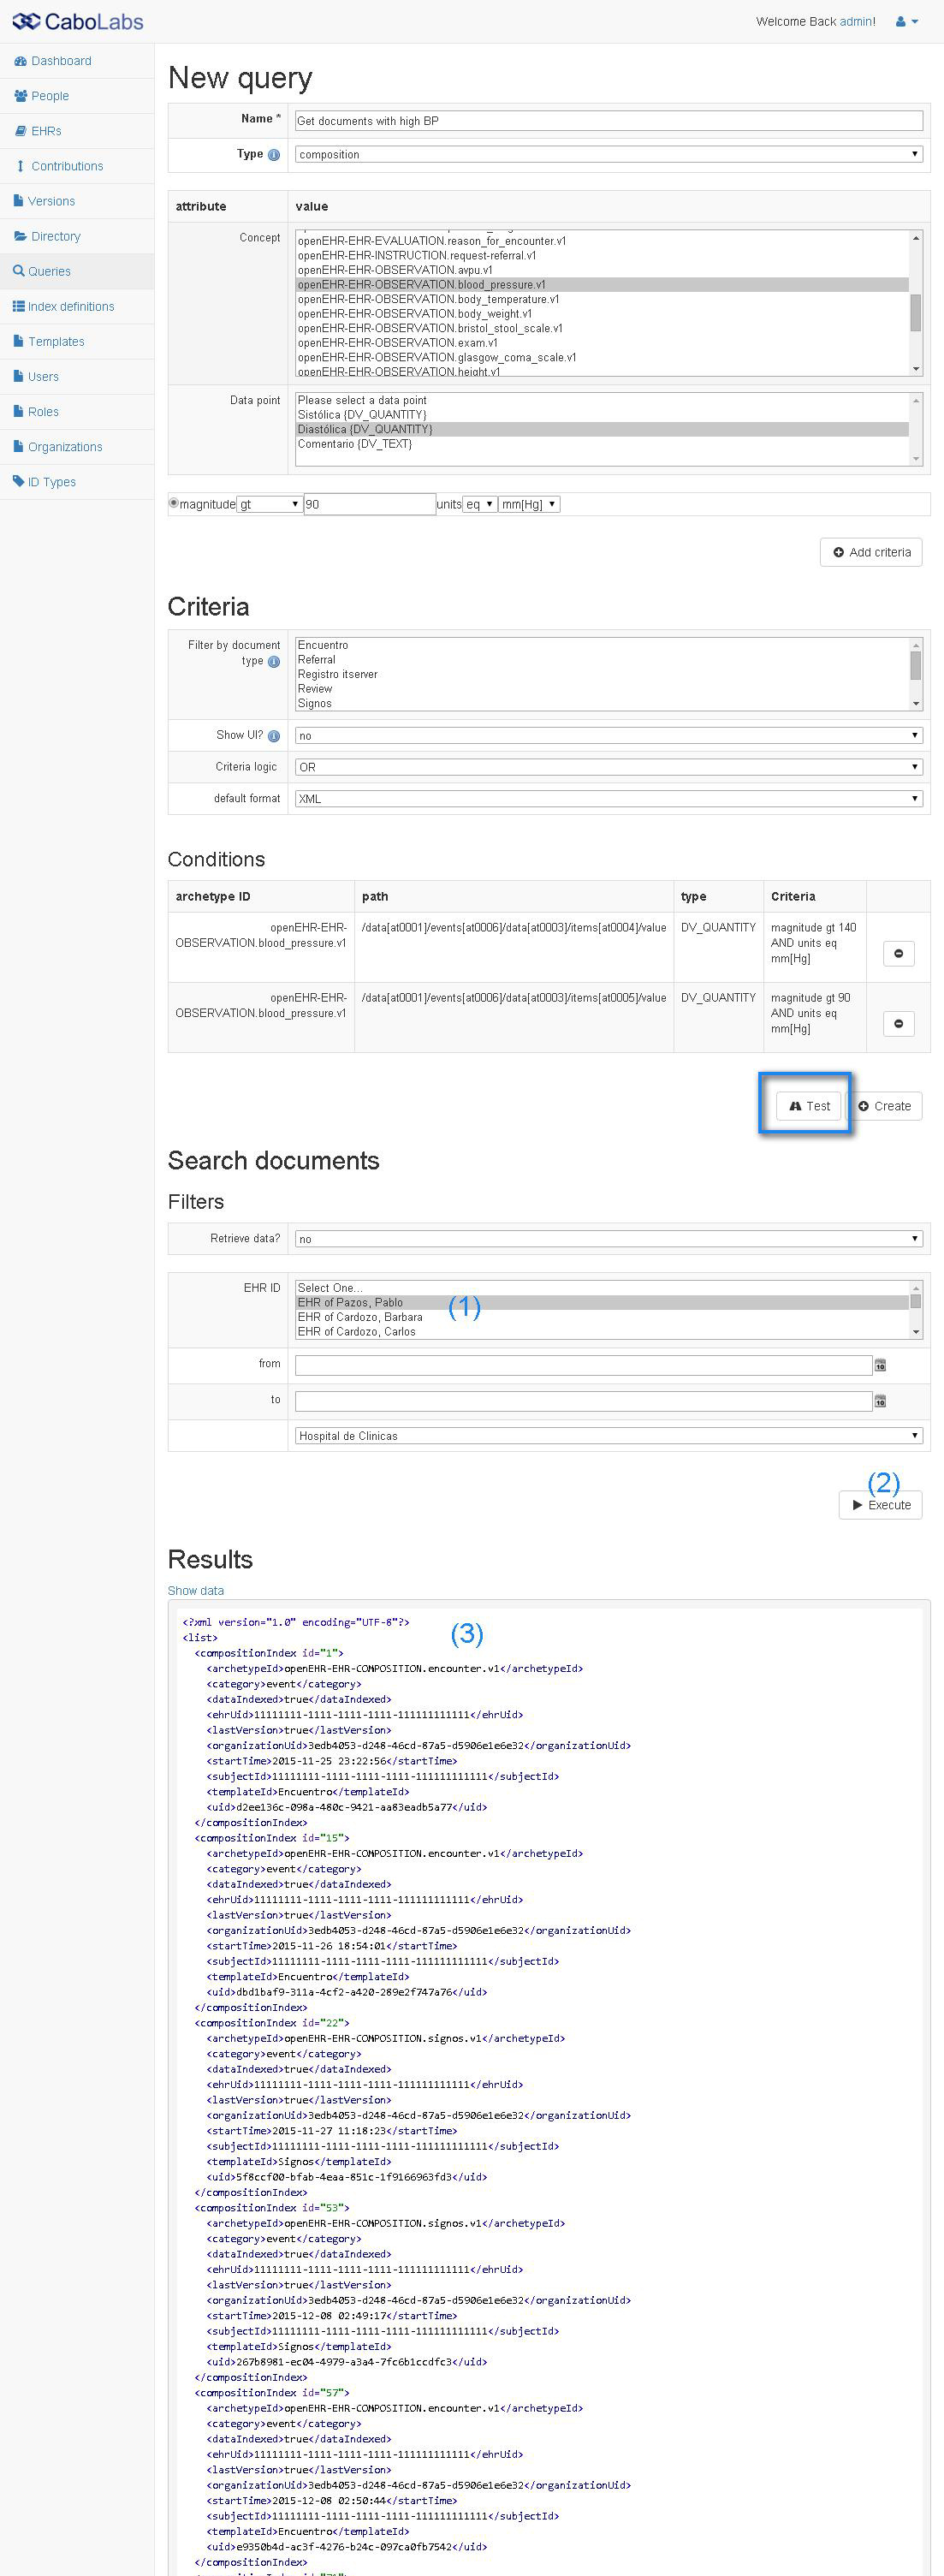 CaboLabs
Welcome Back admin!
Dashboard
People
EHRs
Contributions
Versions
Directory
Queries
Index definitions
Templates
Users
Roles
Organizations
ID Types
New query
Name * Get documents with high BP
Type composition
attribute value
Concept
openEHR-EHR-EVALUATION.reason_for_encounter.v1
openEHR-EHR-INSTRUCTION.request-referral.v1
openEHR-EHR-OBSERVATION.avpu.v1
openEHR-EHR-OBSERVATION.blood_pressure.v1
openEHR-EHR-OBSERVATION.body_temperature.v1
openEHR-EHR-OBSERVATION.body_weight.v1
openEHR-EHR-OBSERVATION.bristol_stool_scale.v1
openEHR-EHR-OBSERVATION.exam.v1
openEHR-EHR-OBSERVATION.glasgow_coma_scale.v1
openEHR-EHR-OBSERVATION.height.v1
Data point Please select a data point
Sistólica {DV_QUANTITY}
Diastólica {DV_QUANTITY}
Comentario {DV_TEXT}
magnitude gt 90 units eq mm[Hg]
Add criteria
Criteria
Filter by document type
Encuentro
Referral
Registro itserver
Review
Signos
Show UI? no
Criteria logic OR
default format XML
Conditions
archetype ID path type Criteria
openEHR-EHR-OBSERVATION.blood_pressure.v1 /data[at0001]/events[at0006]/data[at0003]/items[at0004]/value DV_QUANTITY magnitude gt 140 AND units eq mm[Hg]
openEHR-EHR-OBSERVATION.blood_pressure.v1 /data[at0001]/events[at0006]/data[at0003]/items[at0005]/value DV_QUANTITY magnitude gt 90 AND units eq mm[Hg]
Test Create
Search documents
Filters
Retrieve data? no
EHR ID Select One...
EHR of Pazos, Pablo (1)
EHR of Cardozo, Barbara
EHR of Cardozo, Carlos
from 10
to 10
Hospital de Clinicas
(2)
Execute
Results
Show data
<?xml version="1.0" encoding="UTF-8"?>
(3)
<list>
<compositionIndex id="1">
<archetypeId>openEHR-EHR-COMPOSITION.encounter.v1</archetypeId>
<category>event</category>
<dataIndexed>true</dataIndexed>
<ehrUid>11111111-1111-1111-1111-111111111111</ehrUid>
<lastVersion>true</lastVersion>
<organizationUid>3edb4053-d248-46cd-87a5-d5906e1e6e32</organizationUid>
<startTime>2015-11-25 23:22:56</startTime>
<subjectId>11111111-1111-1111-1111-111111111111</subjectId>
<templateId>Encuentro</templateId>
<uid>d2ee136c-098a-480c-9421-aa83eadb5a77</uid>
</compositionIndex>
<compositionIndex id="15">
<archetypeId>openEHR-EHR-COMPOSITION.encounter.v1</archetypeId>
<category>event</category>
<dataIndexed>true</dataIndexed>
<ehrUid>11111111-1111-1111-1111-111111111111</ehrUid>
<lastVersion>true</lastVersion>
<organizationUid>3edb4053-d248-46cd-87a5-d5906e1e6e32</organizationUid>
<startTime>2015-11-26 18:54:01</startTime>
<subjectId>11111111-1111-1111-1111-111111111111</subjectId>
<templateId>Encuentro</templateId>
<uid>dbd1baf9-311a-4cf2-a420-289e2f747a76</uid>
</compositionIndex>
<compositionIndex id="22">
<archetypeId>openEHR-EHR-COMPOSITION.signos.v1</archetypeId>
<category>event</category>
<dataIndexed>true</dataIndexed>
<ehrUid>11111111-1111-1111-1111-111111111111</ehrUid>
<lastVersion>true</lastVersion>
<organizationUid>3edb4053-d248-46cd-87a5-d5906e1e6e32</organizationUid>
<startTime>2015-11-27 11:18:23</startTime>
<subjectId>11111111-1111-1111-1111-111111111111</subjectId>
<templateId>Signos</templateId>
<uid>5f8ccf00-bfab-4eaa-851c-1f9166963fd3</uid>
</compositionIndex>
<compositionIndex id="53">
<archetypeId>openEHR-EHR-COMPOSITION.signos.v1</archetypeId>
<category>event</category>
<dataIndexed>true</dataIndexed>
<ehrUid>11111111-1111-1111-1111-111111111111</ehrUid>
<lastVersion>true</lastVersion>
<organizationUid>3edb4053-d248-46cd-87a5-d5906e1e6e32</organizationUid>
<startTime>2015-12-08 02:49:17</startTime>
<subjectId>11111111-1111-1111-1111-111111111111</subjectId>
<templateId>Signos</templateId>
<uid>267b8981-ec04-4979-a3a4-7fc6b1ccdfc3</uid>
</compositionIndex>
<compositionIndex id="57">
<archetypeId>openEHR-EHR-COMPOSITION.encounter.v1</archetypeId>
<category>event</category>
<dataIndexed>true</dataIndexed>
<ehrUid>11111111-1111-1111-1111-111111111111</ehrUid>
<lastVersion>true</lastVersion>
<organizationUid>3edb4053-d248-46cd-87a5-d5906e1e6e32</organizationUid>
<startTime>2015-12-08 02:50:44</startTime>
<subjectId>11111111-1111-1111-1111-111111111111</subjectId>
<templateId>Encuentro</templateId>
<uid>e9350b4d-ac3f-4276-b24c-097ca0fb7542</uid>
</compositionIndex>